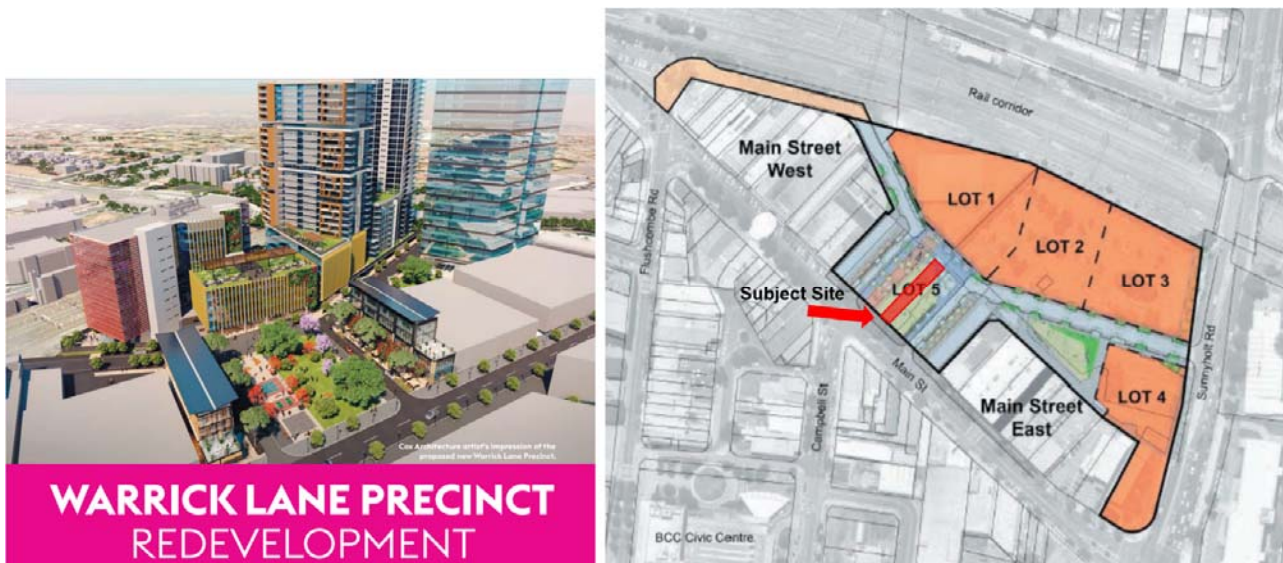 Cox Architecture artist's impression of the
proposed new Warrick Lane Precinct.
WARRICK LANE PRECINCT
REDEVELOPMENT
Rail corridor
Main Street
West
Flushcombe Rd
LOT 1
LOT 2
LOT 3
Subject Site
LOT 5
Sunnyholt Rd
Main St
Campbell St
Main Street
East
LOT 4
BCC Civic Centre